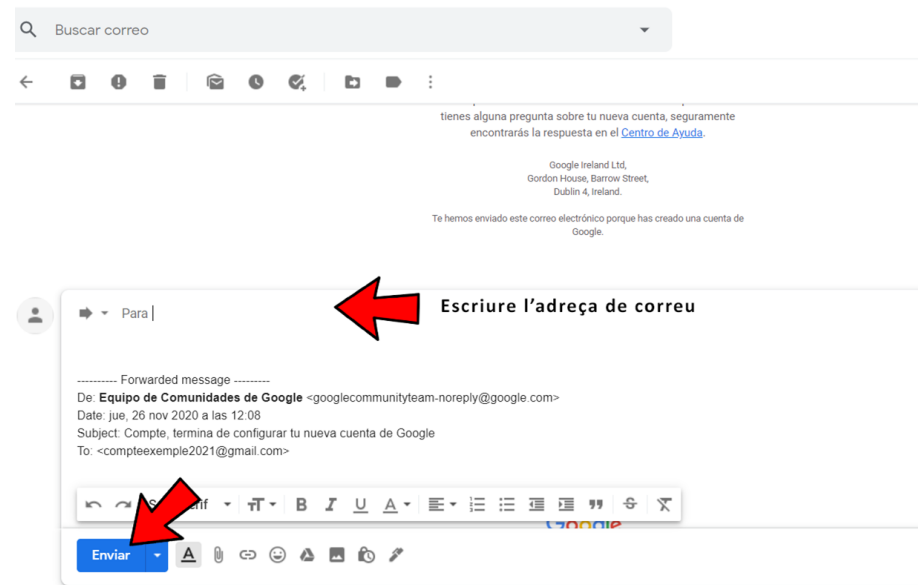 Buscar correo
tienes alguna pregunta sobre tu nueva cuenta, seguramente
encontrarás la respuesta en el Centro de Ayuda.
Google Ireland Ltd,
Gordon House, Barrow Street,
Dublin 4, Ireland.
Te hemos enviado este correo electrónico porque has creado una cuenta de
Google.
Para
Escriure l’adreça de correu
---------- Forwarded message ---------
De: Equipo de Comunidades de Google <googlecommunityteam-noreply@google.com>
Date: jue, 26 nov 2020 a las 12:08
Subject: Compte, termina de configurar tu nueva cuenta de Google
To: <compteexemple2021@gmail.com>
B I U A
Google
Enviar A